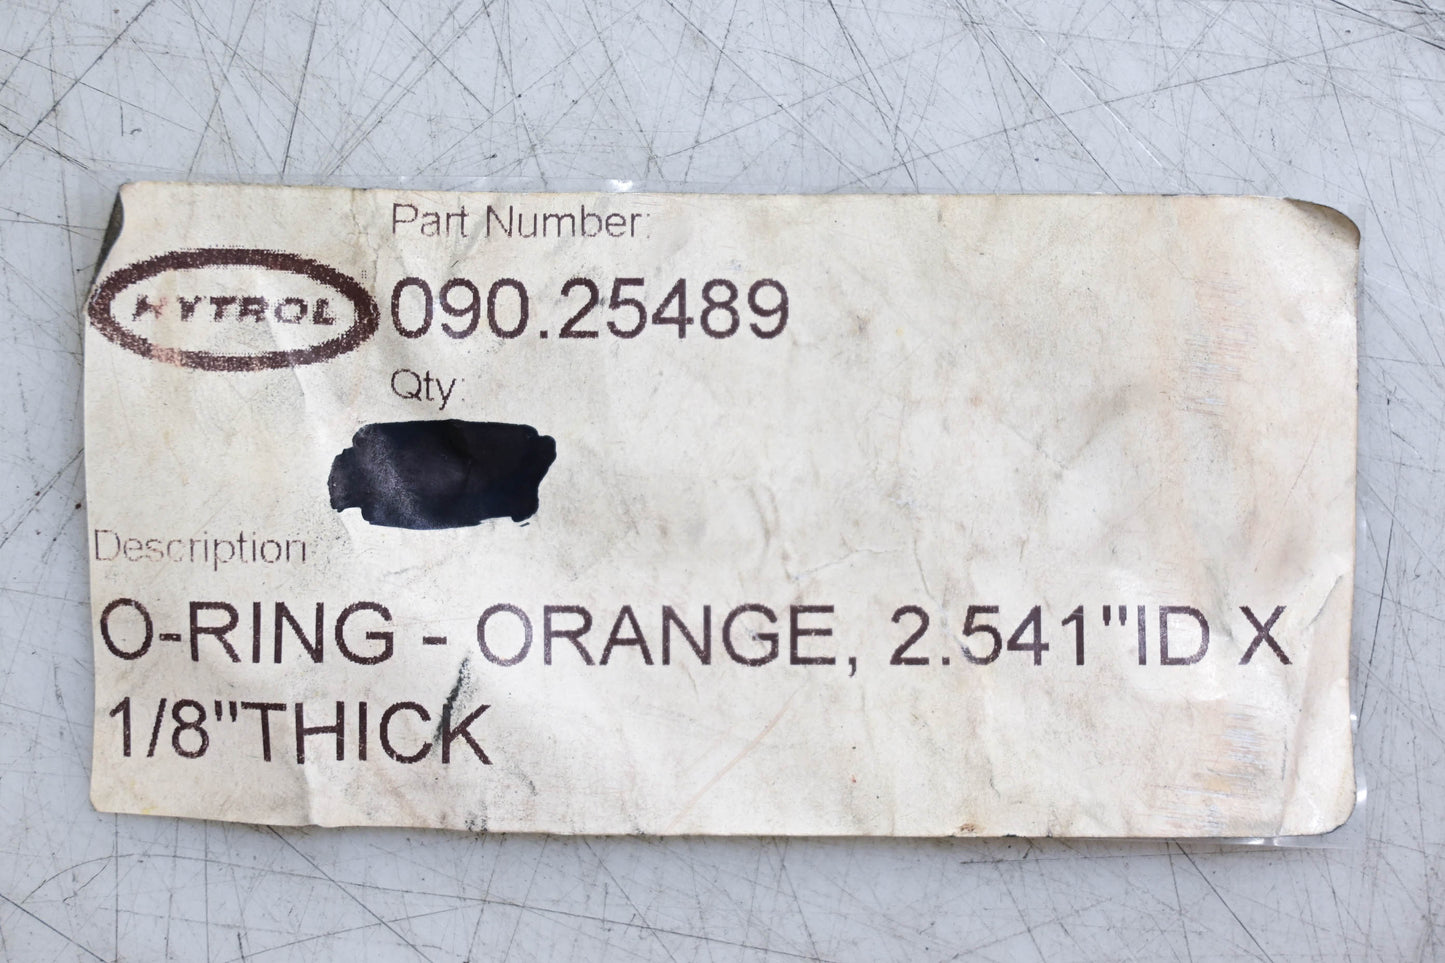 Part Number:
HYTROL
090.25489
Qty:
Description
O-RING - ORANGE, 2.541"ID X
1/8"THICK